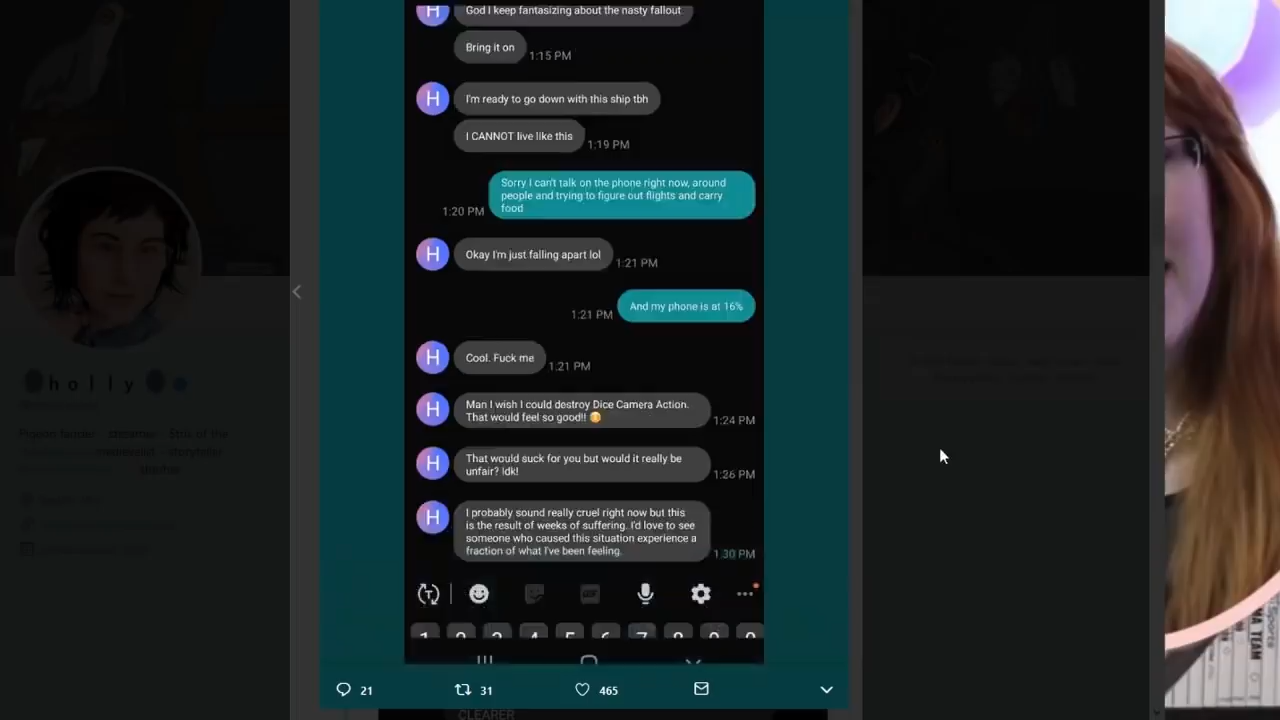 God I keep fantasizing about the nasty fallout
Bring it on
1:15 PM
I'm ready to go down with this ship tbh
I CANNOT live like this
1:19 PM
Sorry I can't talk on the phone right now, around
people and trying to figure out flights and carry
food
1:20 PM
Okay I'm just falling apart lol
1:21 PM
And my phone is at 16%
1:21 PM
Cool. Fuck me
1:21 PM
Man I wish I could destroy Dice Camera Action.
That would feel so good!!
1:24 PM
That would suck for you but would it really be
unfair? Idk!
1:26 PM
I probably sound really cruel right now but this
is the result of weeks of suffering. I'd love to see
someone who caused this situation experience a
fraction of what I've been feeling.
1:30 PM
H
H
H
H
H
H
H
GIF
21
31
465
holly
CLEARER
TEAM